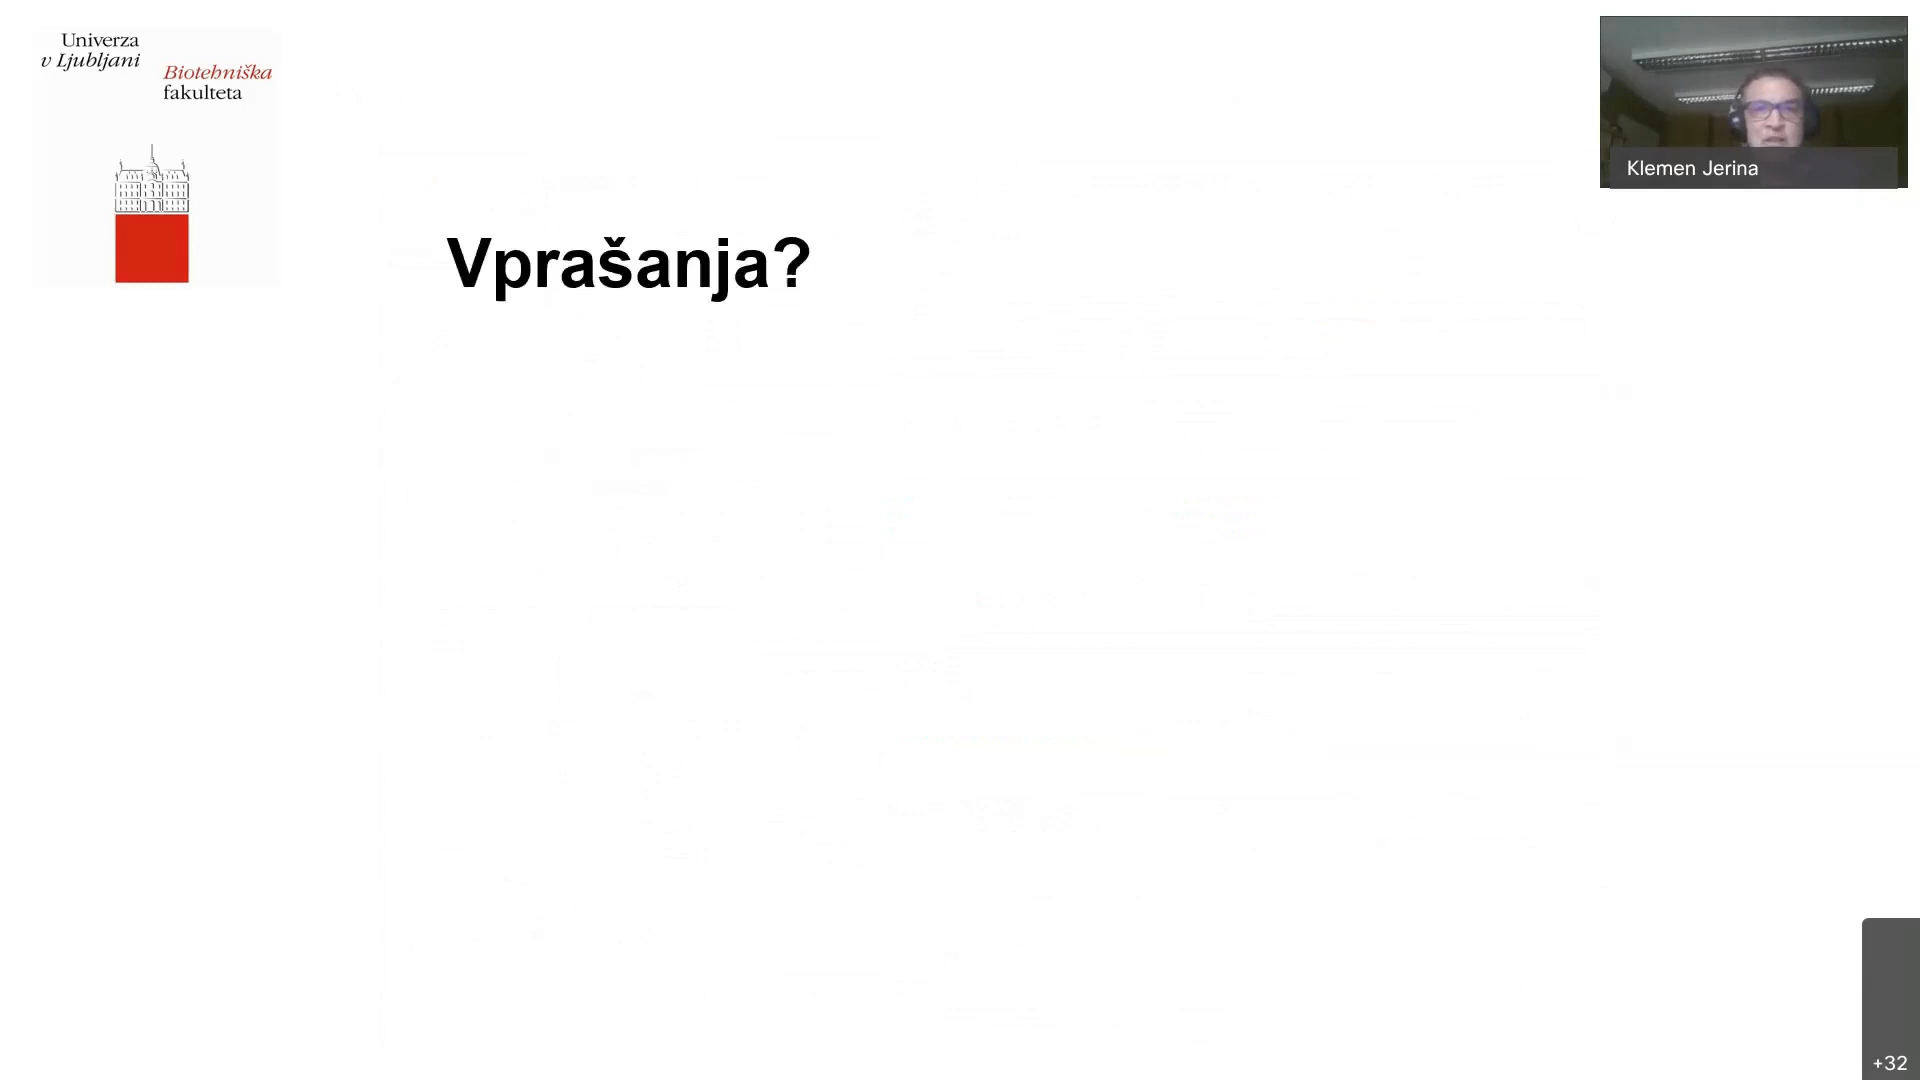 Univerza
v Ljubljani
Biotehniška
fakulteta
Klemen Jerina
Vprašanja?
+32